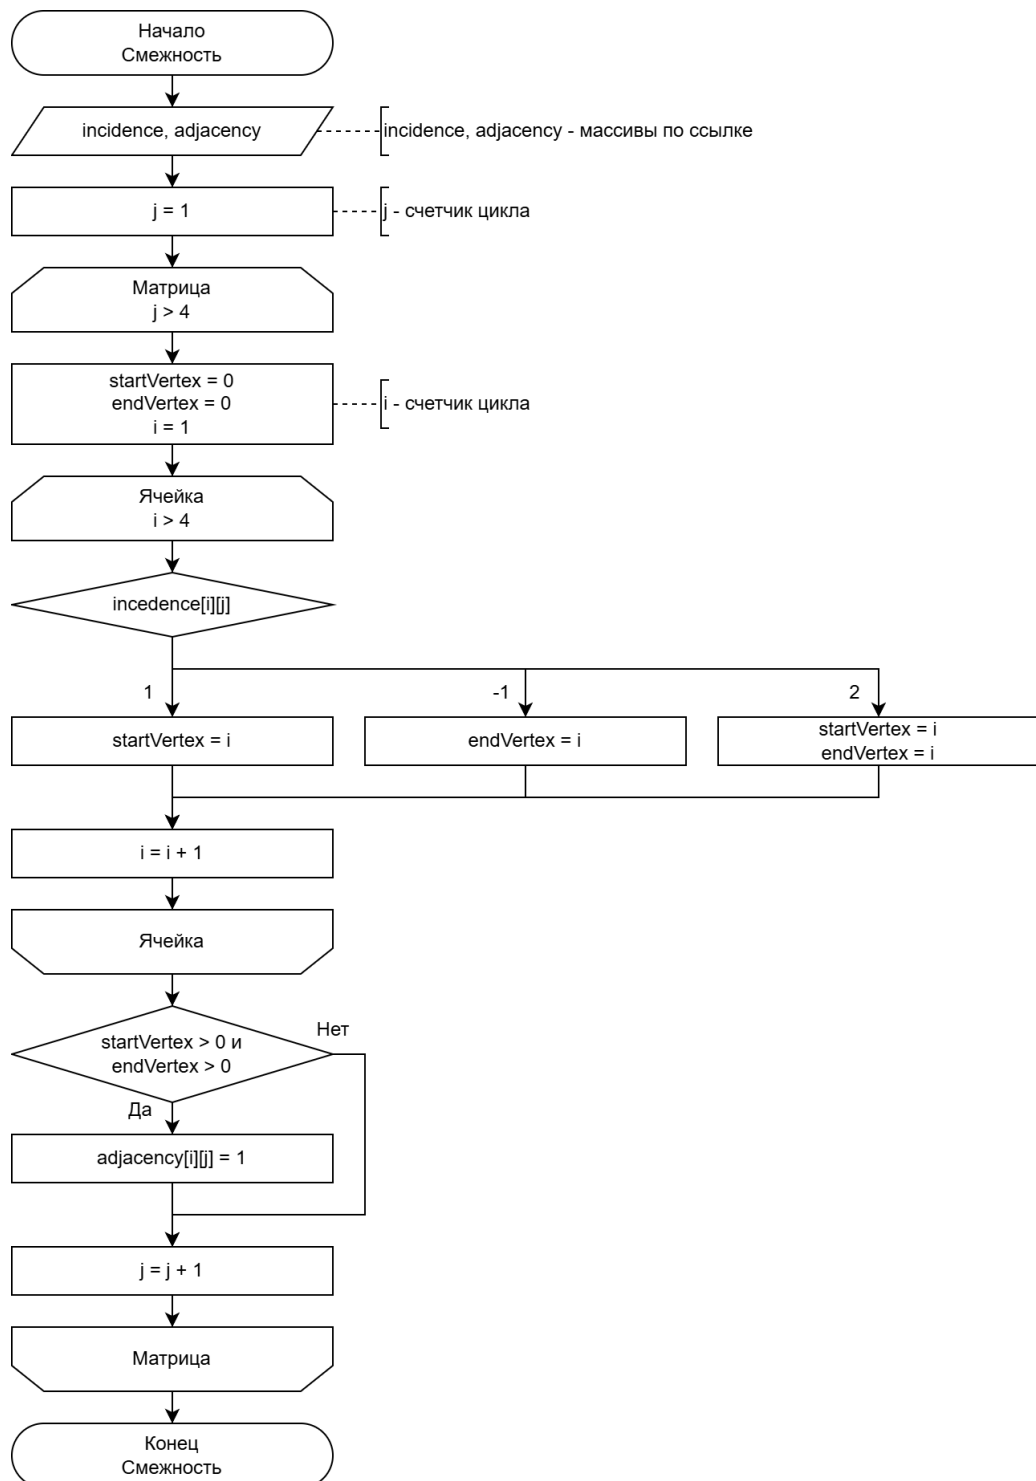 Начало
Смежность
incidence, adjacency
incidence, adjacency - массивы по ссылке
j = 1
j - счетчик цикла
Матрица
j > 4
startVertex = 0
endVertex = 0
i = 1
i - счетчик цикла
Ячейка
i > 4
incedence[i][j]
1
-1
2
startVertex = i
endVertex = i
startVertex = i
endVertex = i
i = i + 1
Ячейка
startVertex > 0 и
endVertex > 0
Нет
Да
adjacency[i][j] = 1
j = j + 1
Матрица
Конец
Смежность